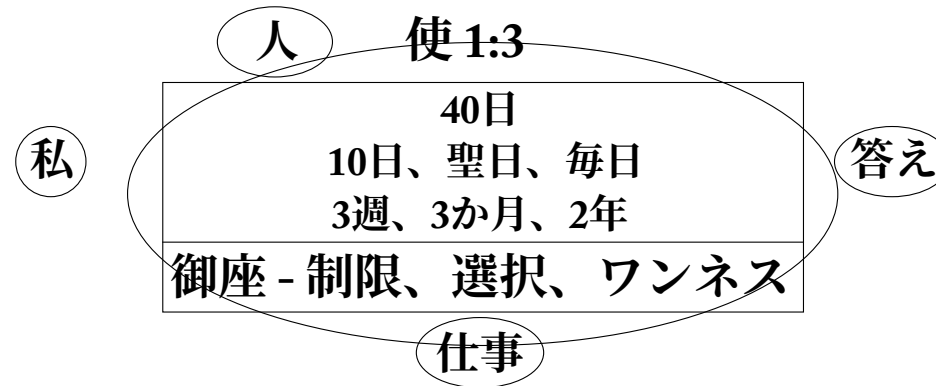 人
使 1:3
40日
10日、聖日、毎日
3週、3か月、2年
私
答え
御座 - 制限、選択、ワンネス
仕事